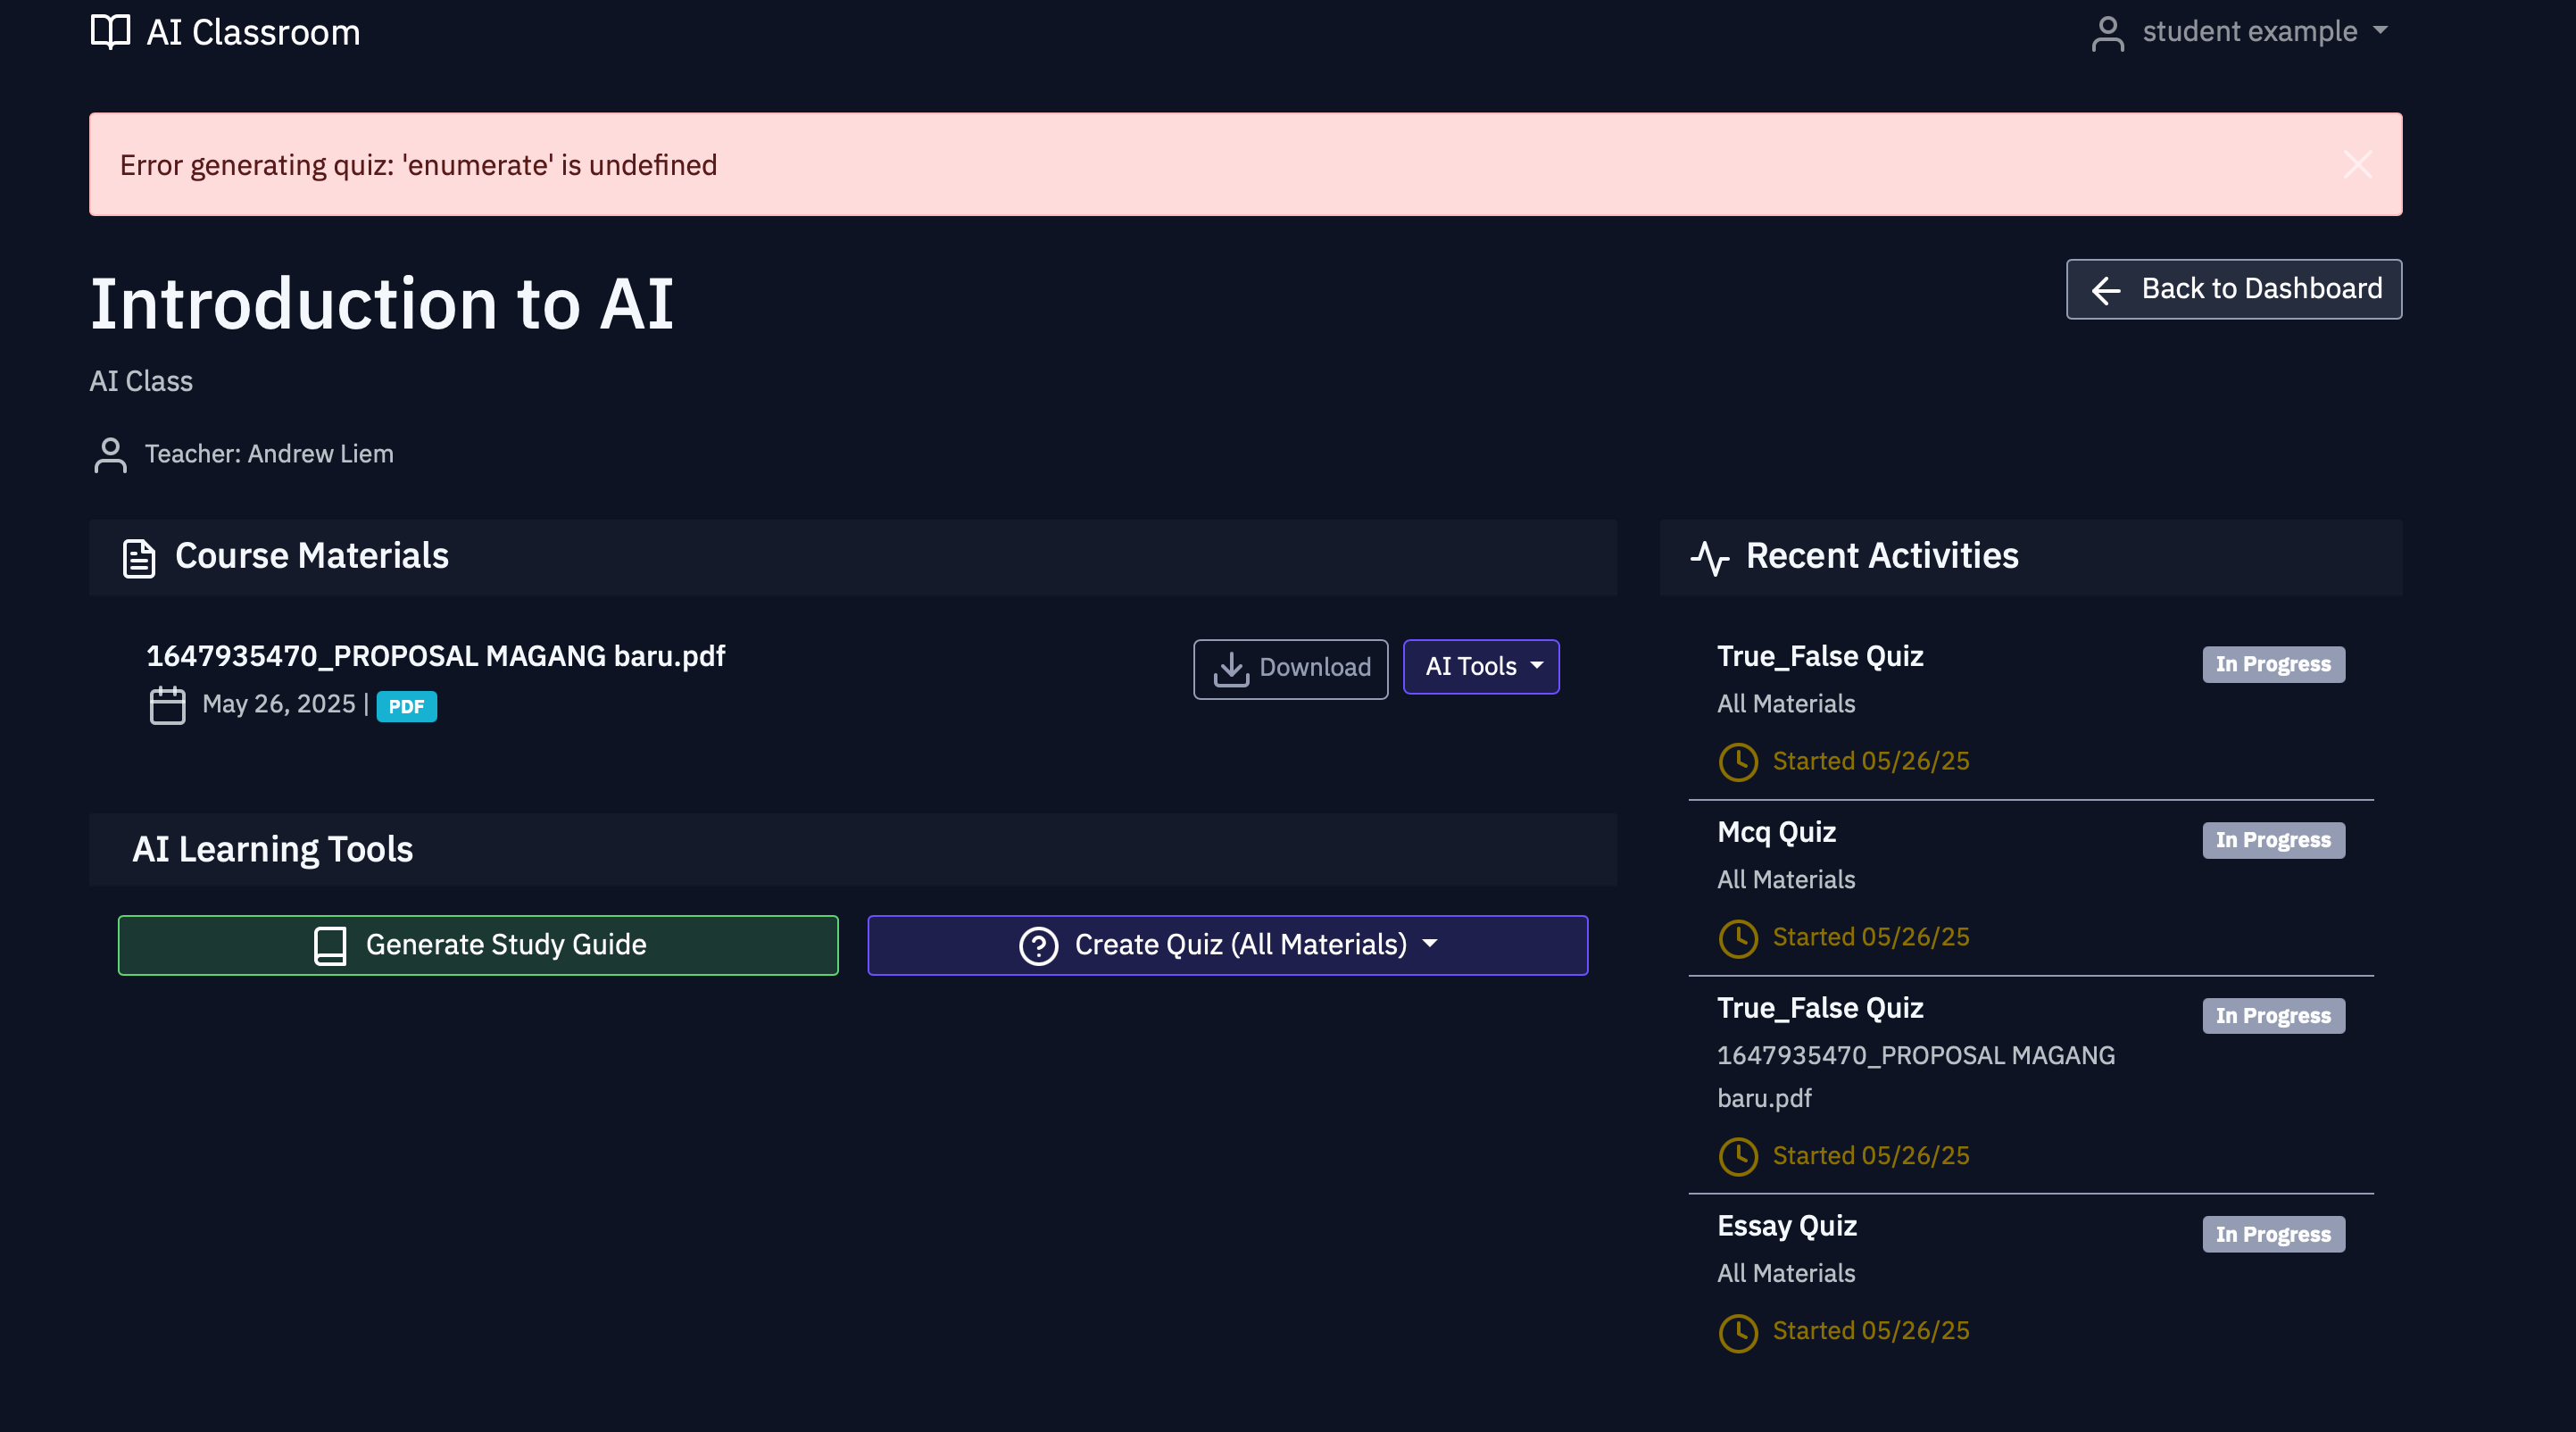 AI Classroom
student example
Error generating quiz: 'enumerate' is undefined
Introduction to AI
Back to Dashboard
AI Class
Teacher: Andrew Liem
Course Materials
1647935470_PROPOSAL MAGANG baru.pdf
May 26, 2025 | PDF
Download
AI Tools
AI Learning Tools
Generate Study Guide
Create Quiz (All Materials)
Recent Activities
True_False Quiz
In Progress
All Materials
Started 05/26/25
Mcq Quiz
In Progress
All Materials
Started 05/26/25
True_False Quiz
In Progress
1647935470_PROPOSAL MAGANG
baru.pdf
Started 05/26/25
Essay Quiz
In Progress
All Materials
Started 05/26/25